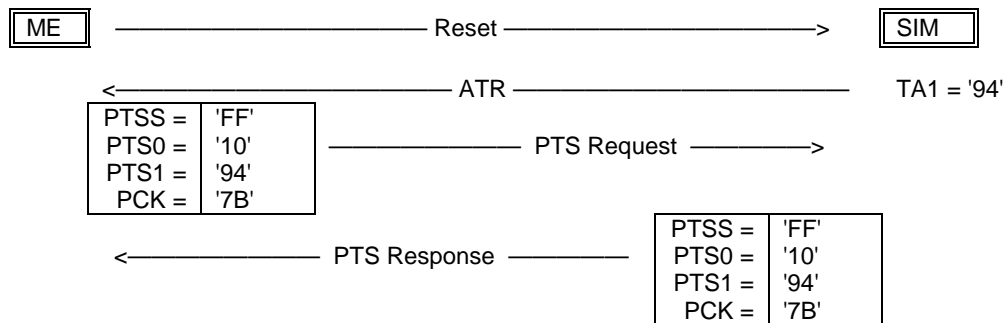 ME Reset SIM
ATR TA1 = '94'
PTSS = 'FF'
PTS0 = '10' PTS Request
PTS1 = '94'
PCK = '7B'
PTSS = 'FF'
PTS Response PTS0 = '10'
PTS1 = '94'
PCK = '7B'